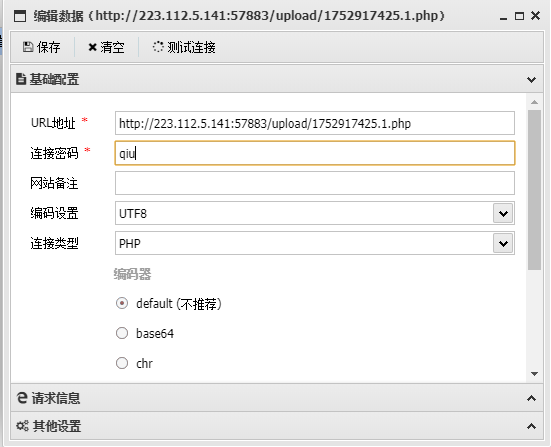 编辑数据 (http://223.112.5.141:57883/upload/1752917425.1.php)
保存 清空 测试连接
基础配置
URL地址 * http://223.112.5.141:57883/upload/1752917425.1.php
连接密码 * qiu
网站备注
编码设置 UTF8
连接类型 PHP
编码器
default (不推荐)
base64
chr
请求信息
其他设置